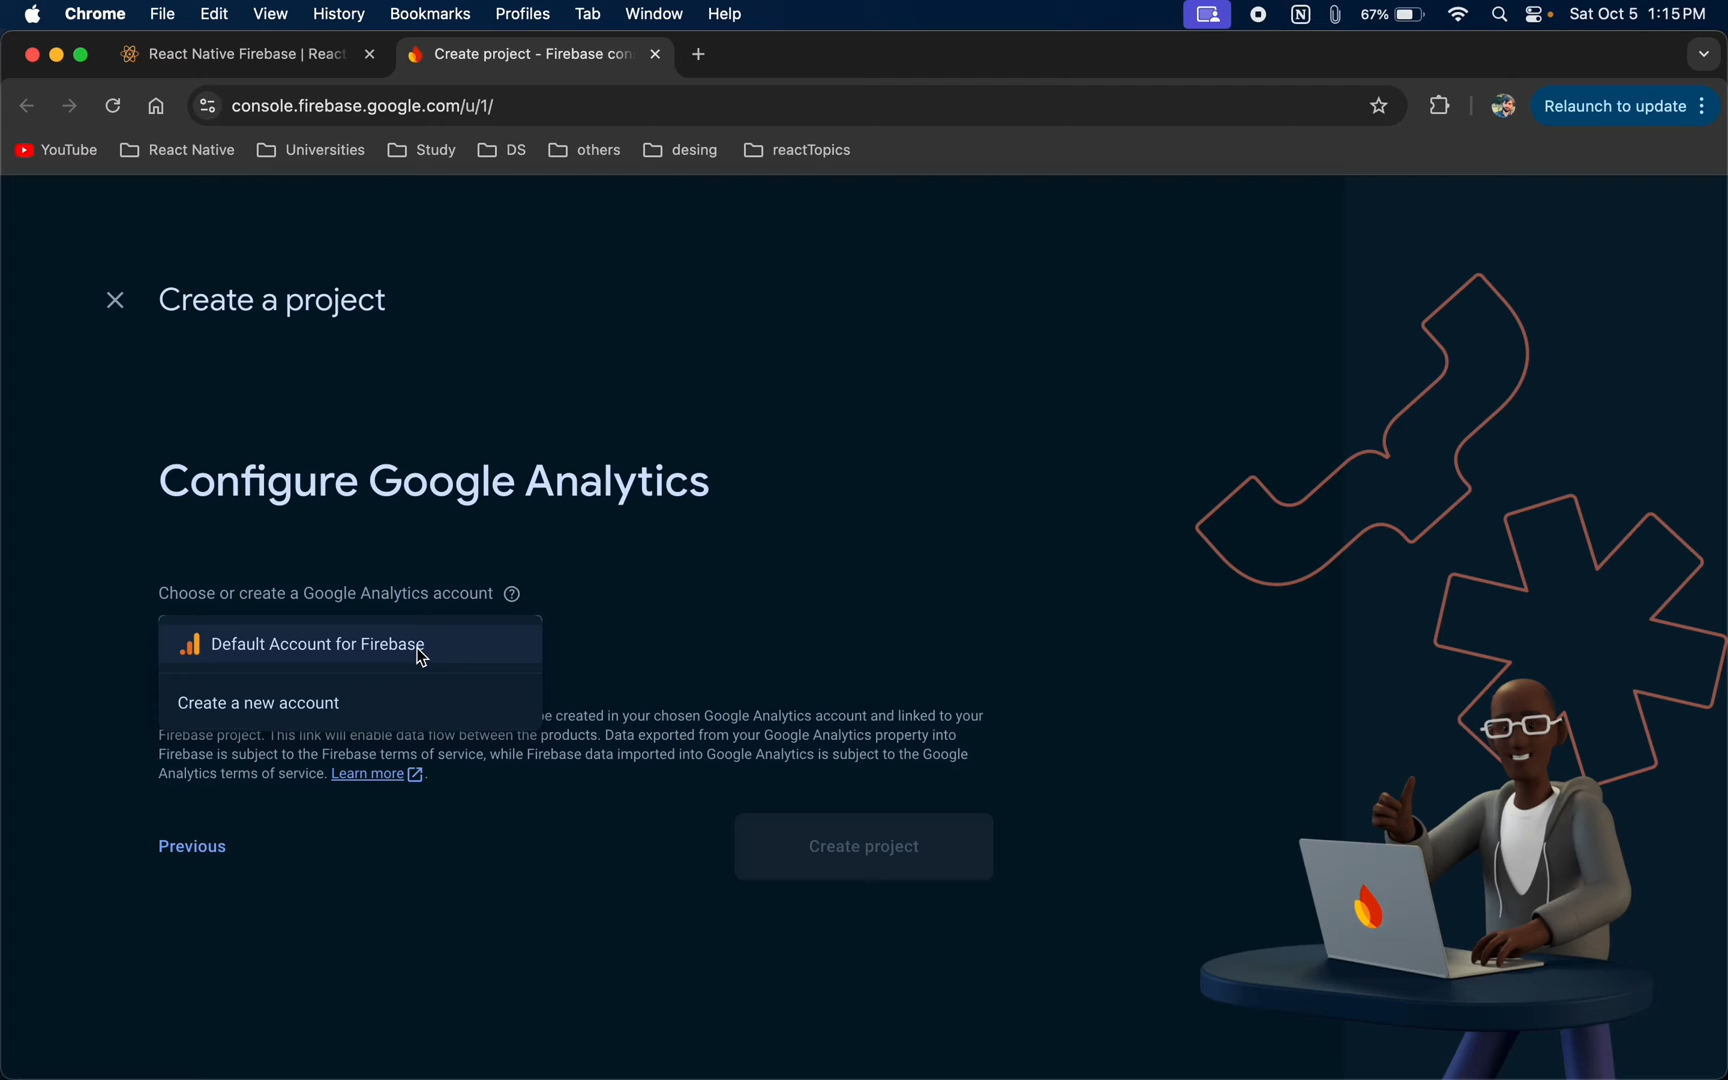 Chrome File Edit View History Bookmarks Profiles Tab Window Help 67% Sat Oct 5 1:15 PM
React Native Firebase | React Create project - Firebase con
console.firebase.google.com/u/1/ Relaunch to update
YouTube React Native Universities Study DS others desing reactTopics
Create a project
Configure Google Analytics
Choose or create a Google Analytics account
Default Account for Firebase
Create a new account
be created in your chosen Google Analytics account and linked to your
Firebase project. This link will enable data flow between the products. Data exported from your Google Analytics property into
Firebase is subject to the Firebase terms of service, while Firebase data imported into Google Analytics is subject to the Google
Analytics terms of service. Learn more .
Previous Create project